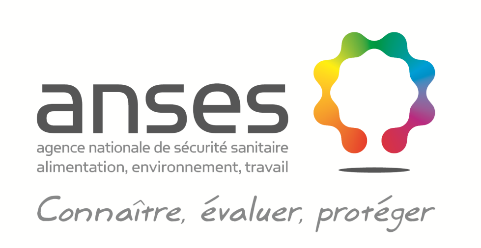 anses
agence nationale de sécurité sanitaire
alimentation, environnement, travail
Connaître, évaluer, protéger